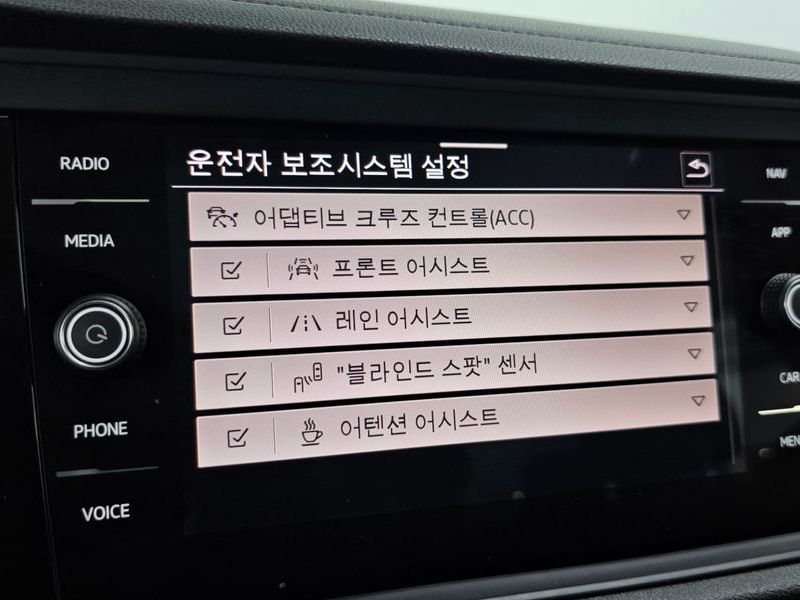 RADIO
MEDIA
PHONE
VOICE
운전자 보조시스템 설정
어댑티브 크루즈 컨트롤(ACC)
프론트 어시스트
레인 어시스트
"블라인드 스팟" 센서
어텐션 어시스트
NAV
APP